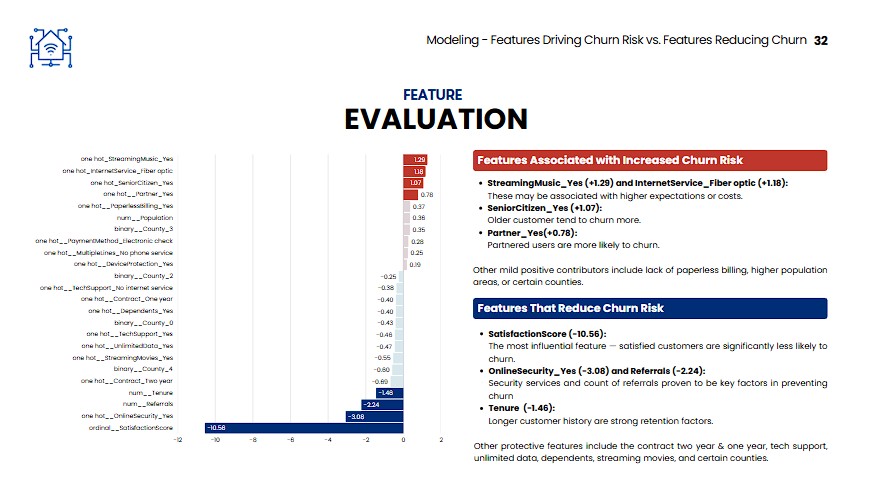 Modeling - Features Driving Churn Risk vs. Features Reducing Churn 32
FEATURE
EVALUATION
one hot_StreamingMusic_Yes 1.29
one hot_InternetService_Fiber optic 1.18
one hot_SeniorCitizen_Yes 1.07
one hot__Partner_Yes 0.78
one hot__PaperlessBilling_Yes 0.37
num__Population 0.36
binary__County_3 0.35
one hot__PaymentMethod_Electronic check 0.28
one hot__MultipleLines_No phone service 0.25
one hot__DeviceProtection_Yes 0.19
binary__County_2 -0.25
one hot__TechSupport_No internet service -0.38
one hot__Contract_One year -0.40
one hot__Dependents_Yes -0.40
binary__County_0 -0.43
one hot__TechSupport_Yes -0.46
one hot__UnlimitedData_Yes -0.47
one hot__StreamingMovies_Yes -0.55
binary__County_4 -0.60
one hot__Contract_Two year -0.69
num__Tenure -1.46
num__Referrals -2.24
one hot__OnlineSecurity_Yes -3.08
ordinal__SatisfactionScore -10.56
-12 -10 -8 -6 -4 -2 0 2
Features Associated with Increased Churn Risk
• StreamingMusic_Yes (+1.29) and InternetService_Fiber optic (+1.18):
These may be associated with higher expectations or costs.
• SeniorCitizen_Yes (+1.07):
Older customer tend to churn more.
• Partner_Yes(+0.78):
Partnered users are more likely to churn.
Other mild positive contributors include lack of paperless billing, higher population
areas, or certain counties.
Features That Reduce Churn Risk
• SatisfactionScore (-10.56):
The most influential feature — satisfied customers are significantly less likely to
churn.
• OnlineSecurity_Yes (-3.08) and Referrals (-2.24):
Security services and count of referrals proven to be key factors in preventing
churn
• Tenure (-1.46):
Longer customer history are strong retention factors.
Other protective features include the contract two year & one year, tech support,
unlimited data, dependents, streaming movies, and certain counties.